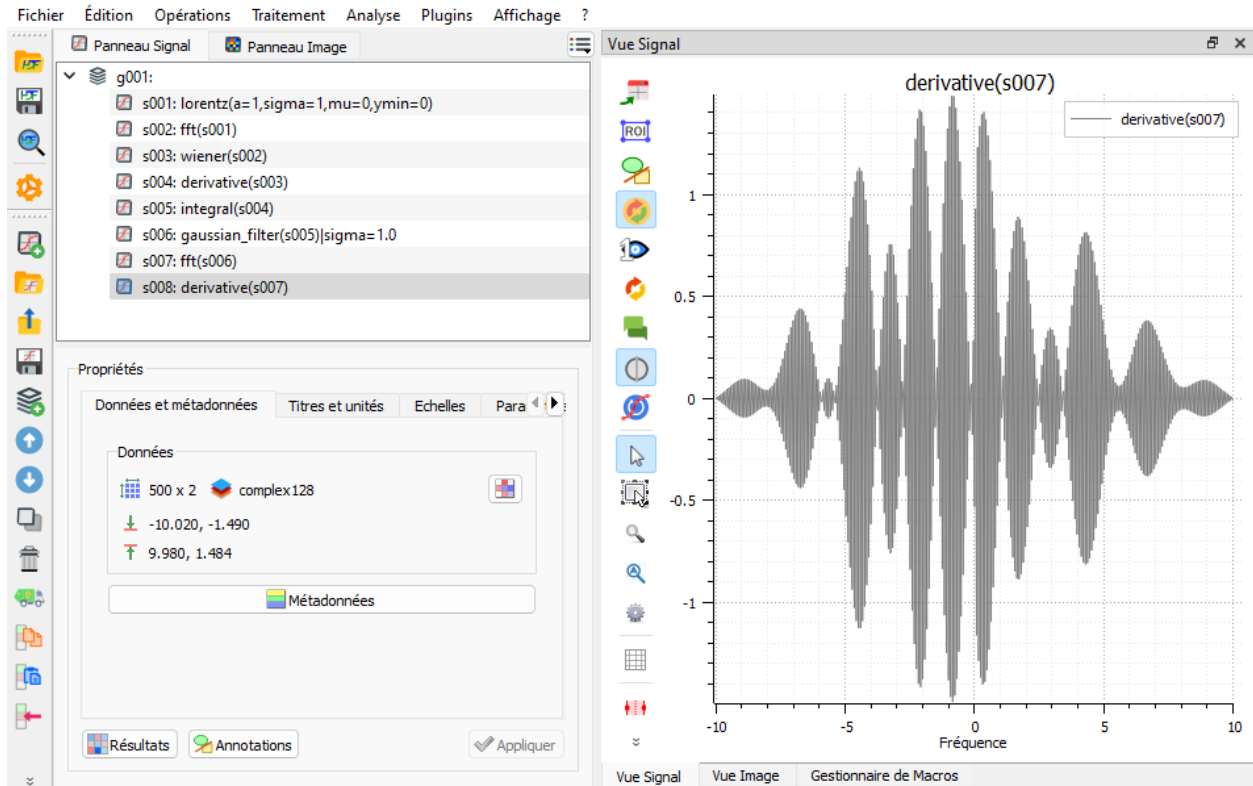 Fichier Édition Opérations Traitement Analyse Plugins Affichage ?
Panneau Signal Panneau Image
g001:
s001: lorentz(a=1,sigma=1,mu=0,ymin=0)
s002: fft(s001)
s003: wiener(s002)
s004: derivative(s003)
s005: integral(s004)
s006: gaussian_filter(s005)|sigma=1.0
s007: fft(s006)
s008: derivative(s007)
Propriétés
Données et métadonnées Titres et unités Echelles Para
Données
500 x 2 complex128
-10.020, -1.490
9.980, 1.484
Métadonnées
Résultats Annotations Appliquer
Vue Signal
HDF
HDF
ROI
derivative(s007)
derivative(s007)
1
0.5
0
-0.5
-1
-10 -5 0 5 10
Fréquence
Vue Signal Vue Image Gestionnaire de Macros